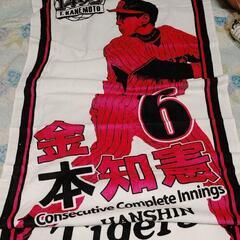 T.KANEMOTO
6
金本知憲
Consecutive Complete Innings
HANSHIN
Tigers